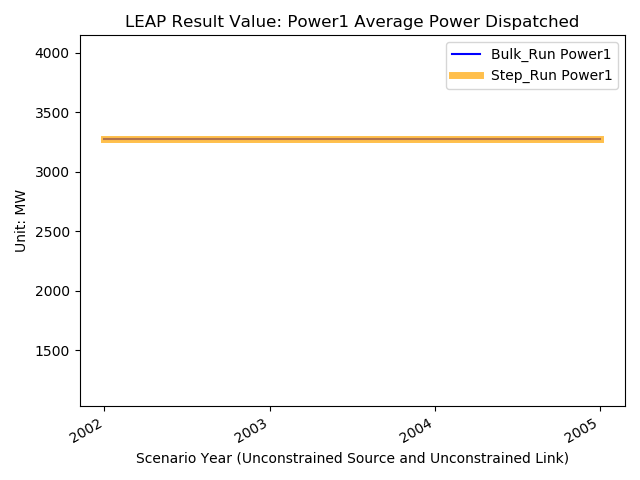 LEAP Result Value: Power1 Average Power Dispatched
Bulk_Run Power1
Step_Run Power1
4000
3500
3000
2500
2000
1500
Unit: MW
2002
2003
2004
2005
Scenario Year (Unconstrained Source and Unconstrained Link)